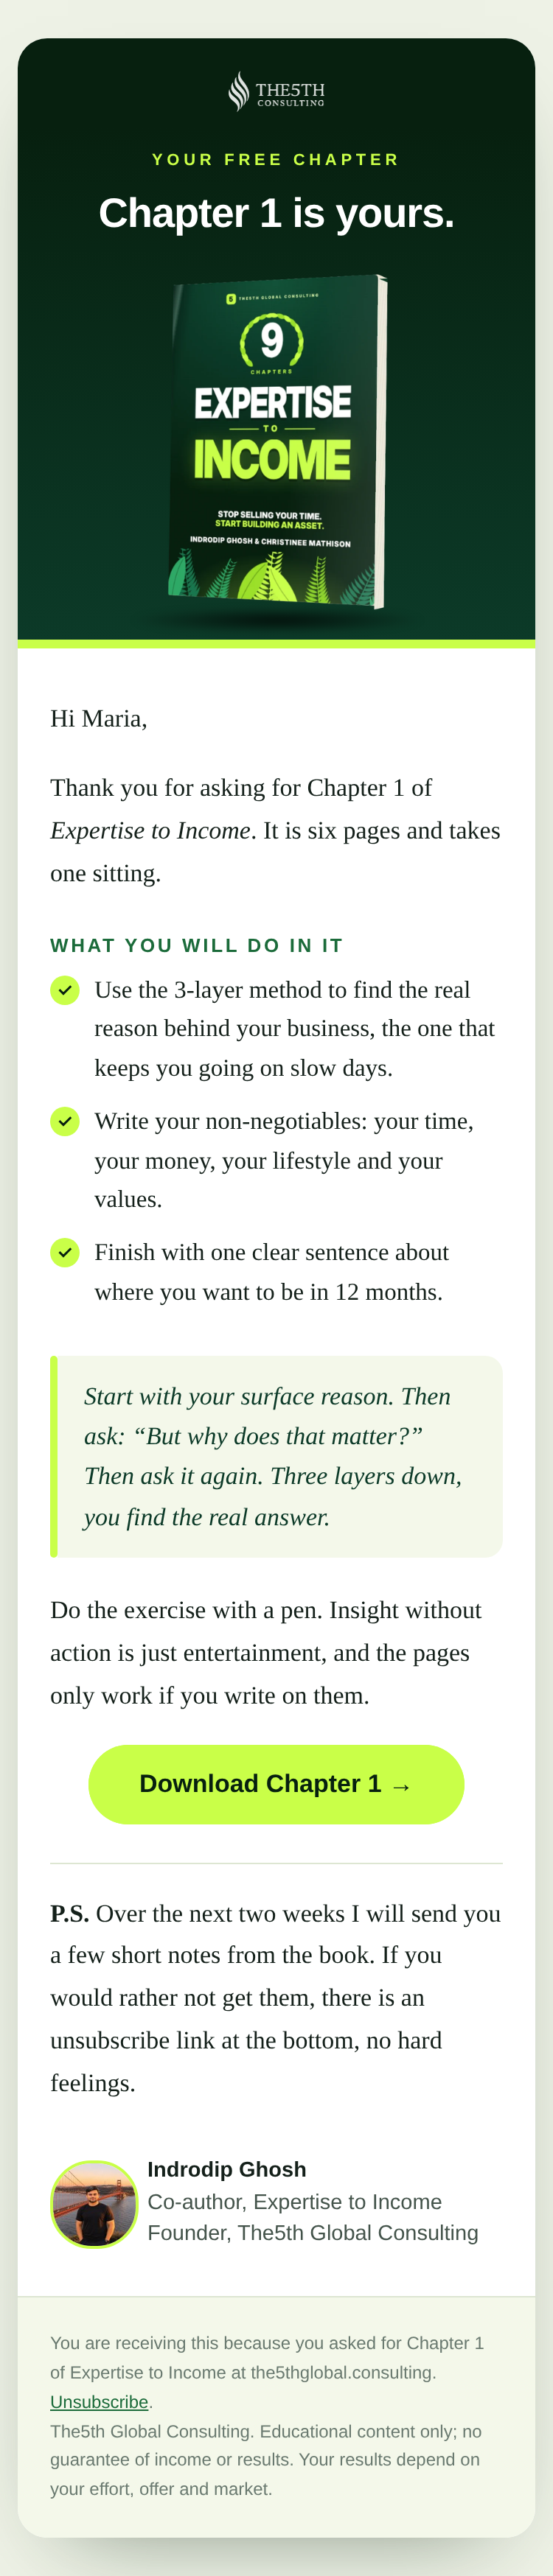 THE5TH
CONSULTING
YOUR FREE CHAPTER
Chapter 1 is yours.
THE5TH GLOBAL CONSULTING
9
CHAPTERS
EXPERTISE
TO
INCOME
STOP SELLING YOUR TIME.
START BUILDING AN ASSET.
INDRODIP GHOSH & CHRISTINEE MATHISON
Hi Maria,
Thank you for asking for Chapter 1 of
Expertise to Income. It is six pages and takes
one sitting.
WHAT YOU WILL DO IN IT
Use the 3-layer method to find the real
reason behind your business, the one that
keeps you going on slow days.
Write your non-negotiables: your time,
your money, your lifestyle and your
values.
Finish with one clear sentence about
where you want to be in 12 months.
Start with your surface reason. Then
ask: “But why does that matter?”
Then ask it again. Three layers down,
you find the real answer.
Do the exercise with a pen. Insight without
action is just entertainment, and the pages
only work if you write on them.
Download Chapter 1 →
P.S. Over the next two weeks I will send you
a few short notes from the book. If you
would rather not get them, there is an
unsubscribe link at the bottom, no hard
feelings.
Indrodip Ghosh
Co-author, Expertise to Income
Founder, The5th Global Consulting
You are receiving this because you asked for Chapter 1
of Expertise to Income at the5thglobal.consulting.
Unsubscribe.
The5th Global Consulting. Educational content only; no
guarantee of income or results. Your results depend on
your effort, offer and market.